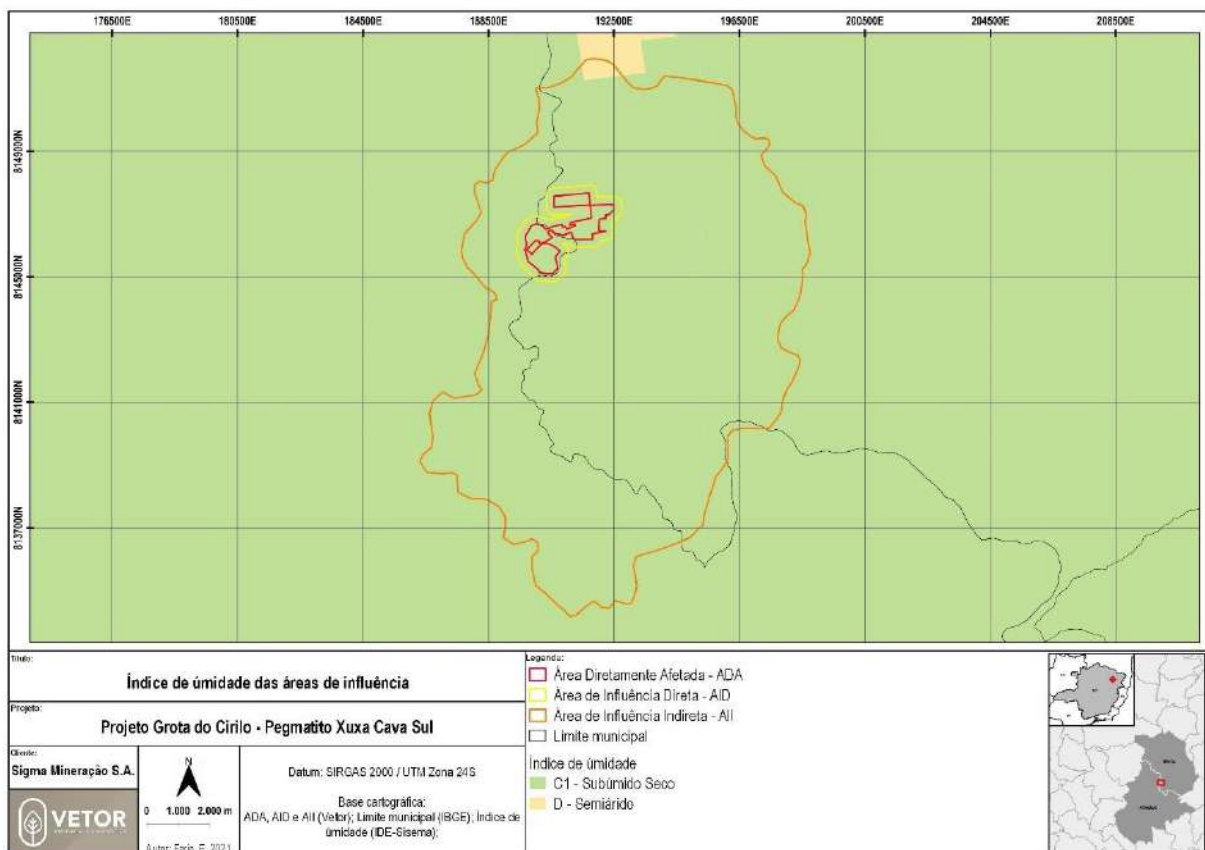 176500E 180500E 184500E 188500E 192500E 196500E 200500E 204500E 208500E
8149000N
8145000N
8141000N
8137000N
Título:
Índice de úmidade das áreas de influência
Projeto:
Projeto Grota do Cirilo - Pegmatito Xuxa Cava Sul
Cliente:
Sigma Mineração S.A.
VETOR
N
0 1.000 2.000 m
Autor: Faria, F. 2021
Datum: SIRGAS 2000 / UTM Zona 24S
Base cartográfica:
ADA, AID e AII (Vetor); Limite municipal (IBGE); Índice de
úmidade (IDE-Sisema);
Legenda:
Área Diretamente Afetada - ADA
Área de Influência Direta - AID
Área de Influência Indireta - AII
Limite municipal
Índice de úmidade
C1 - Subúmido Seco
D - Semiárido